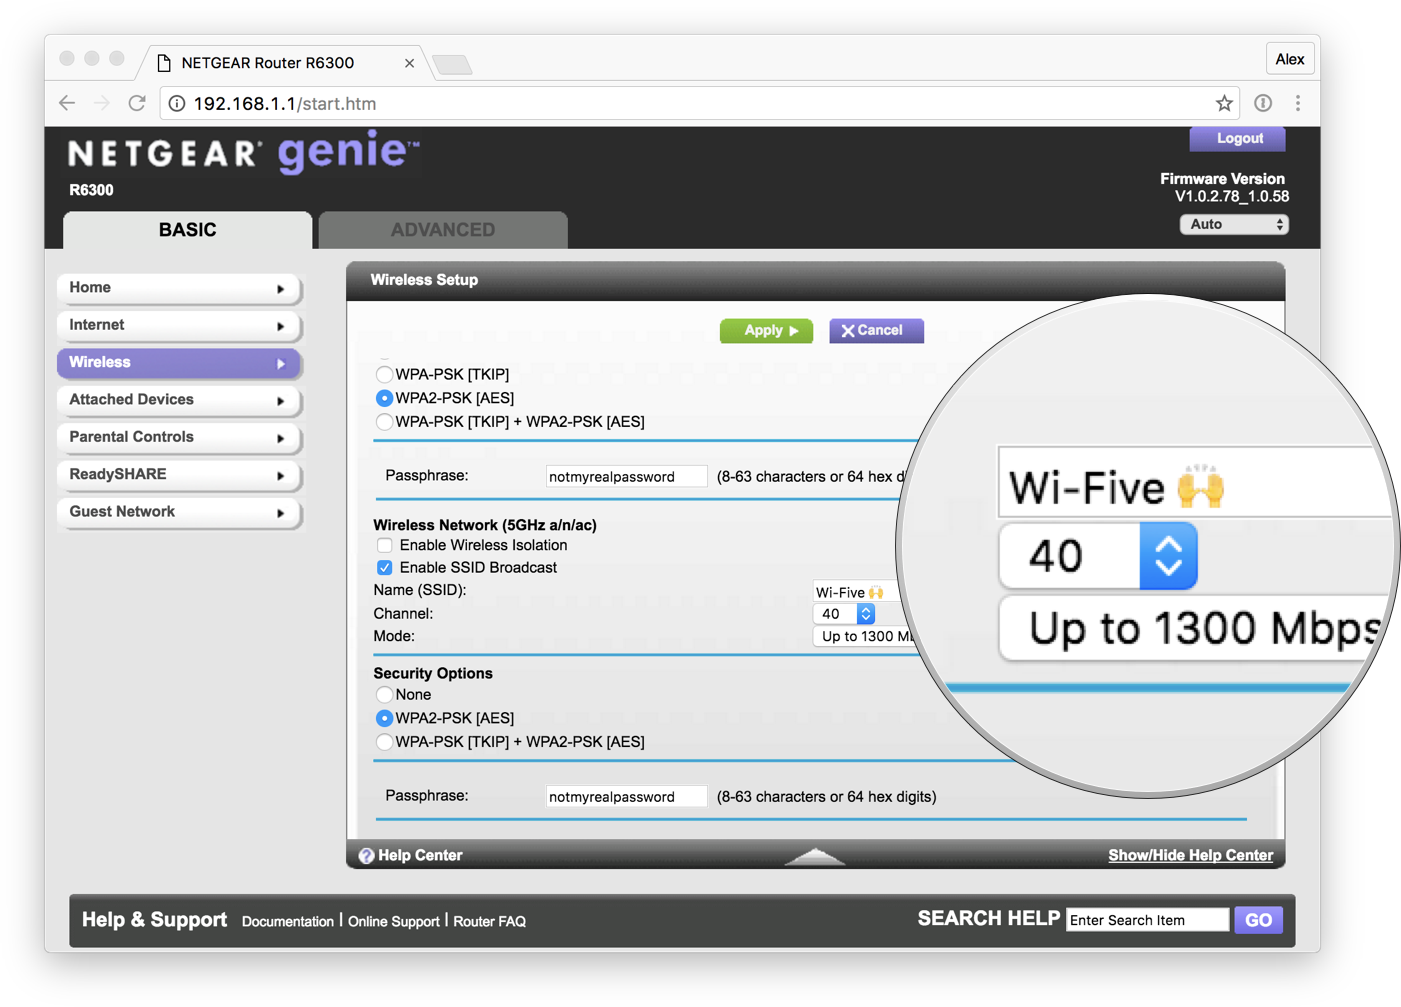 NETGEAR Router R6300
Alex
192.168.1.1/start.htm
NETGEAR® genie™
Logout
R6300
Firmware Version
V1.0.2.78_1.0.58
Auto
BASIC
ADVANCED
Home
Internet
Wireless
Attached Devices
Parental Controls
ReadySHARE
Guest Network
Wireless Setup
Apply
Cancel
WPA-PSK [TKIP]
WPA2-PSK [AES]
WPA-PSK [TKIP] + WPA2-PSK [AES]
Passphrase: notmyrealpassword (8-63 characters or 64 hex d
Wireless Network (5GHz a/n/ac)
Enable Wireless Isolation
Enable SSID Broadcast
Name (SSID): Wi-Five 🙌
Channel: 40
Mode: Up to 1300 M
Security Options
None
WPA2-PSK [AES]
WPA-PSK [TKIP] + WPA2-PSK [AES]
Passphrase: notmyrealpassword (8-63 characters or 64 hex digits)
Wi-Five 🙌
40
Up to 1300 Mbps
Help Center
Show/Hide Help Center
Help & Support Documentation | Online Support | Router FAQ
SEARCH HELP Enter Search Item GO